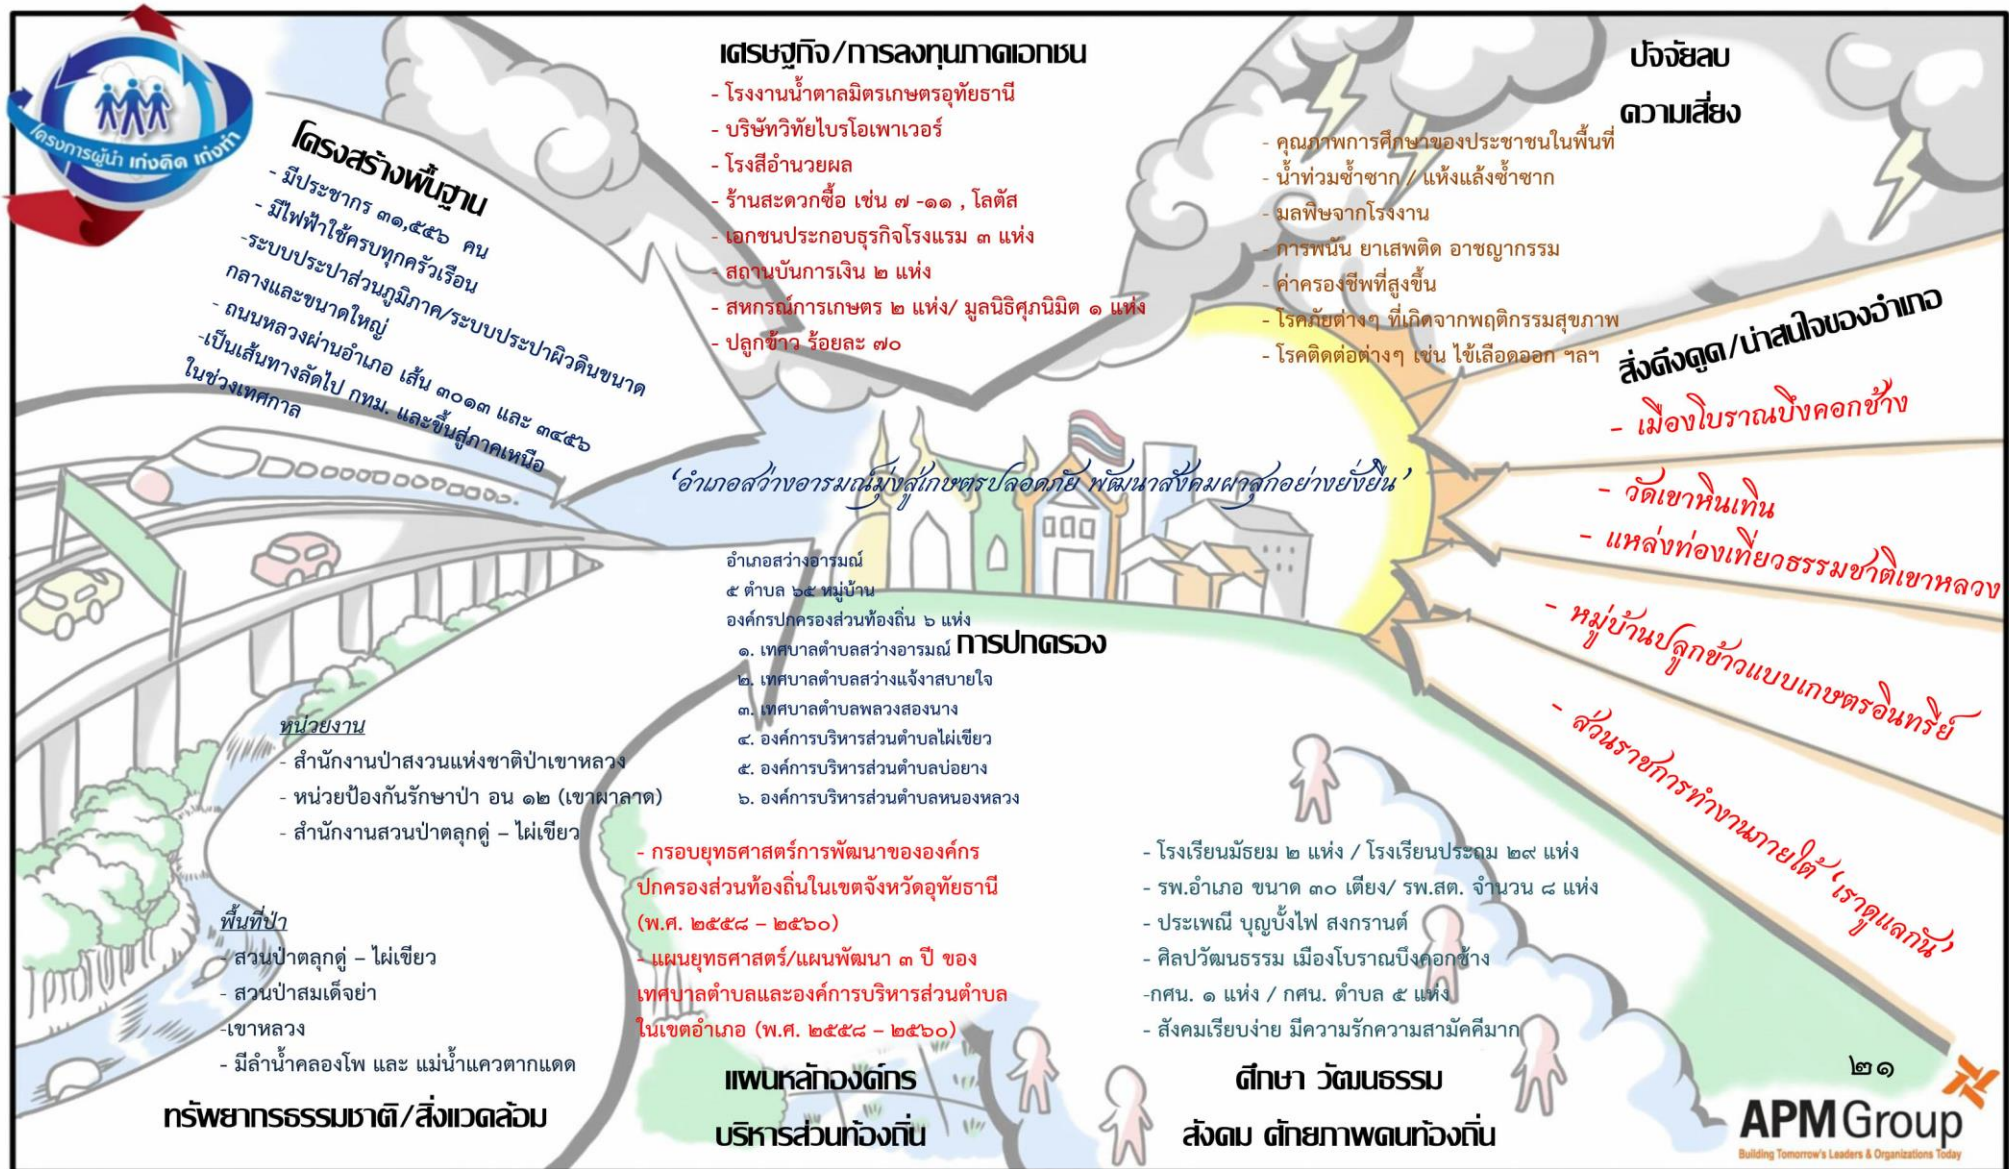 โครงการผู้นำ เก่งคิด เก่งทำ
โครงสร้างพื้นฐาน
- มีประชากร ๓๑,๕๕๖ คน
- มีไฟฟ้าใช้ครบทุกครัวเรือน
-ระบบประปาส่วนภูมิภาค/ระบบประปาผิวดินขนาด
กลางและขนาดใหญ่
- ถนนหลวงผ่านอำเภอ เส้น ๓๐๑๓ และ ๓๔๕๖
-เป็นเส้นทางลัดไป กทม. และขึ้นสู่ภาคเหนือ
ในช่วงเทศกาล
เศรษฐกิจ/การลงทุนภาคเอกชน
- โรงงานน้ำตาลมิตรเกษตรอุทัยธานี
- บริษัทวิทัยไบรโอเพาเวอร์
- โรงสีอำนวยผล
- ร้านสะดวกซื้อ เช่น ๗ -๑๑ , โลตัส
- เอกชนประกอบธุรกิจโรงแรม ๓ แห่ง
- สถานบันการเงิน ๒ แห่ง
- สหกรณ์การเกษตร ๒ แห่ง/ มูลนิธิศุภนิมิต ๑ แห่ง
- ปลูกข้าว ร้อยละ ๗๐
ปัจจัยลบ
ความเสี่ยง
- คุณภาพการศึกษาของประชาชนในพื้นที่
- น้ำท่วมซ้ำซาก / แห้งแล้งซ้ำซาก
- มลพิษจากโรงงาน
- การพนัน ยาเสพติด อาชญากรรม
- ค่าครองชีพที่สูงขึ้น
- โรคภัยต่างๆ ที่เกิดจากพฤติกรรมสุขภาพ
- โรคติดต่อต่างๆ เช่น ไข้เลือดออก ฯลฯ
สิ่งดึงดูด/น่าสนใจของอำเภอ
- เมืองโบราณบึงคอกช้าง
- วัดเขาหินเทิน
- แหล่งท่องเที่ยวธรรมชาติเขาหลวง
- หมู่บ้านปลูกข้าวแบบเกษตรอินทรีย์
- ส่วนราชการทำงานภายใต้ ‘เราดูแลกัน’
‘อำเภอสว่างอารมณ์มุ่งสู่เกษตรปลอดภัย พัฒนาสังคมผาสุกอย่างยั่งยืน’
อำเภอสว่างอารมณ์
๕ ตำบล ๖๕ หมู่บ้าน
องค์กรปกครองส่วนท้องถิ่น ๖ แห่ง
การปกครอง
๑. เทศบาลตำบลสว่างอารมณ์
๒. เทศบาลตำบลสว่างแจ้งสบายใจ
๓. เทศบาลตำบลพลวงสองนาง
๔. องค์การบริหารส่วนตำบลไผ่เขียว
๕. องค์การบริหารส่วนตำบลบ่อยาง
๖. องค์การบริหารส่วนตำบลหนองหลวง
หน่วยงาน
- สำนักงานป่าสงวนแห่งชาติป่าเขาหลวง
- หน่วยป้องกันรักษาป่า อน ๑๒ (เขาผาลาด)
- สำนักงานสวนป่าตลุกดู่ – ไผ่เขียว
พื้นที่ป่า
- สวนป่าตลุกดู่ – ไผ่เขียว
- สวนป่าสมเด็จย่า
-เขาหลวง
- มีลำน้ำคลองโพ และ แม่น้ำแควตากแดด
ทรัพยากรธรรมชาติ/สิ่งแวดล้อม
- กรอบยุทธศาสตร์การพัฒนาขององค์กร
ปกครองส่วนท้องถิ่นในเขตจังหวัดอุทัยธานี
(พ.ศ. ๒๕๕๘ – ๒๕๖๐)
- แผนยุทธศาสตร์/แผนพัฒนา ๓ ปี ของ
เทศบาลตำบลและองค์การบริหารส่วนตำบล
ในเขตอำเภอ (พ.ศ. ๒๕๕๘ – ๒๕๖๐)
แผนหลักองค์กร
บริหารส่วนท้องถิ่น
- โรงเรียนมัธยม ๒ แห่ง / โรงเรียนประถม ๒๙ แห่ง
- รพ.อำเภอ ขนาด ๓๐ เตียง/ รพ.สต. จำนวน ๘ แห่ง
- ประเพณี บุญบั้งไฟ สงกรานต์
- ศิลปวัฒนธรรม เมืองโบราณบึงคอกช้าง
-กศน. ๑ แห่ง / กศน. ตำบล ๕ แห่ง
- สังคมเรียบง่าย มีความรักความสามัคคีมาก
ศึกษา วัฒนธรรม
สังคม ศักยภาพคนท้องถิ่น
๒๑
APM Group
Building Tomorrow's Leaders & Organizations Today